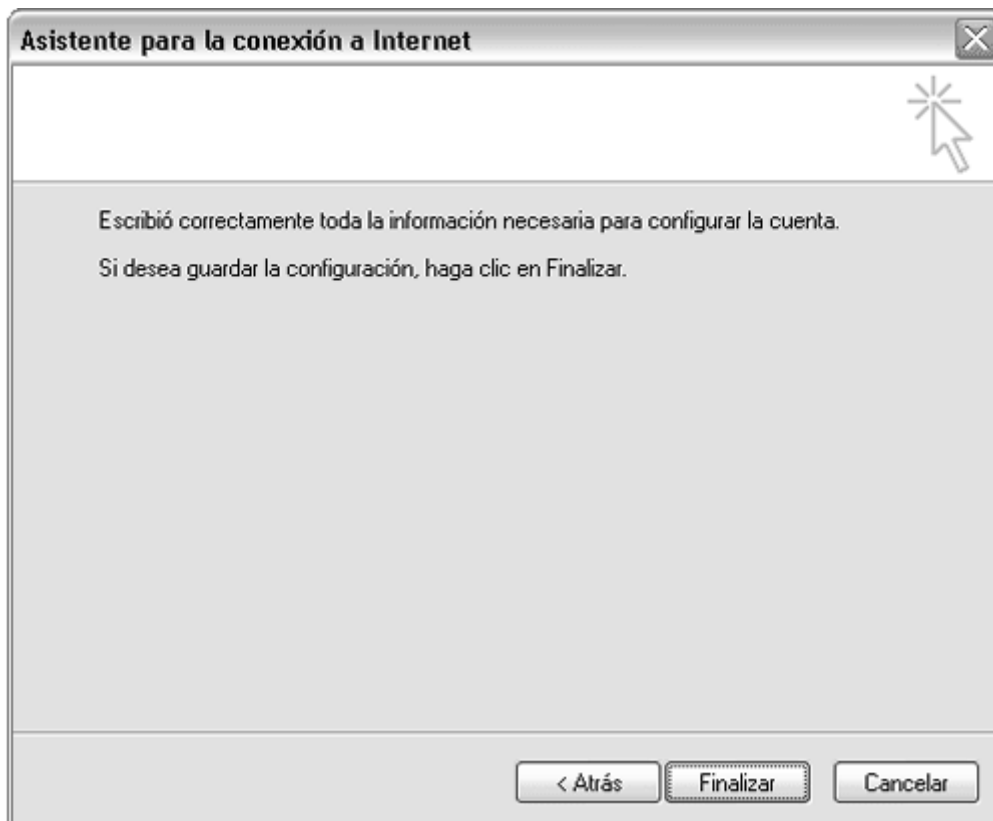 Asistente para la conexión a Internet
Escribió correctamente toda la información necesaria para configurar la cuenta.
Si desea guardar la configuración, haga clic en Finalizar.
< Atrás
Finalizar
Cancelar